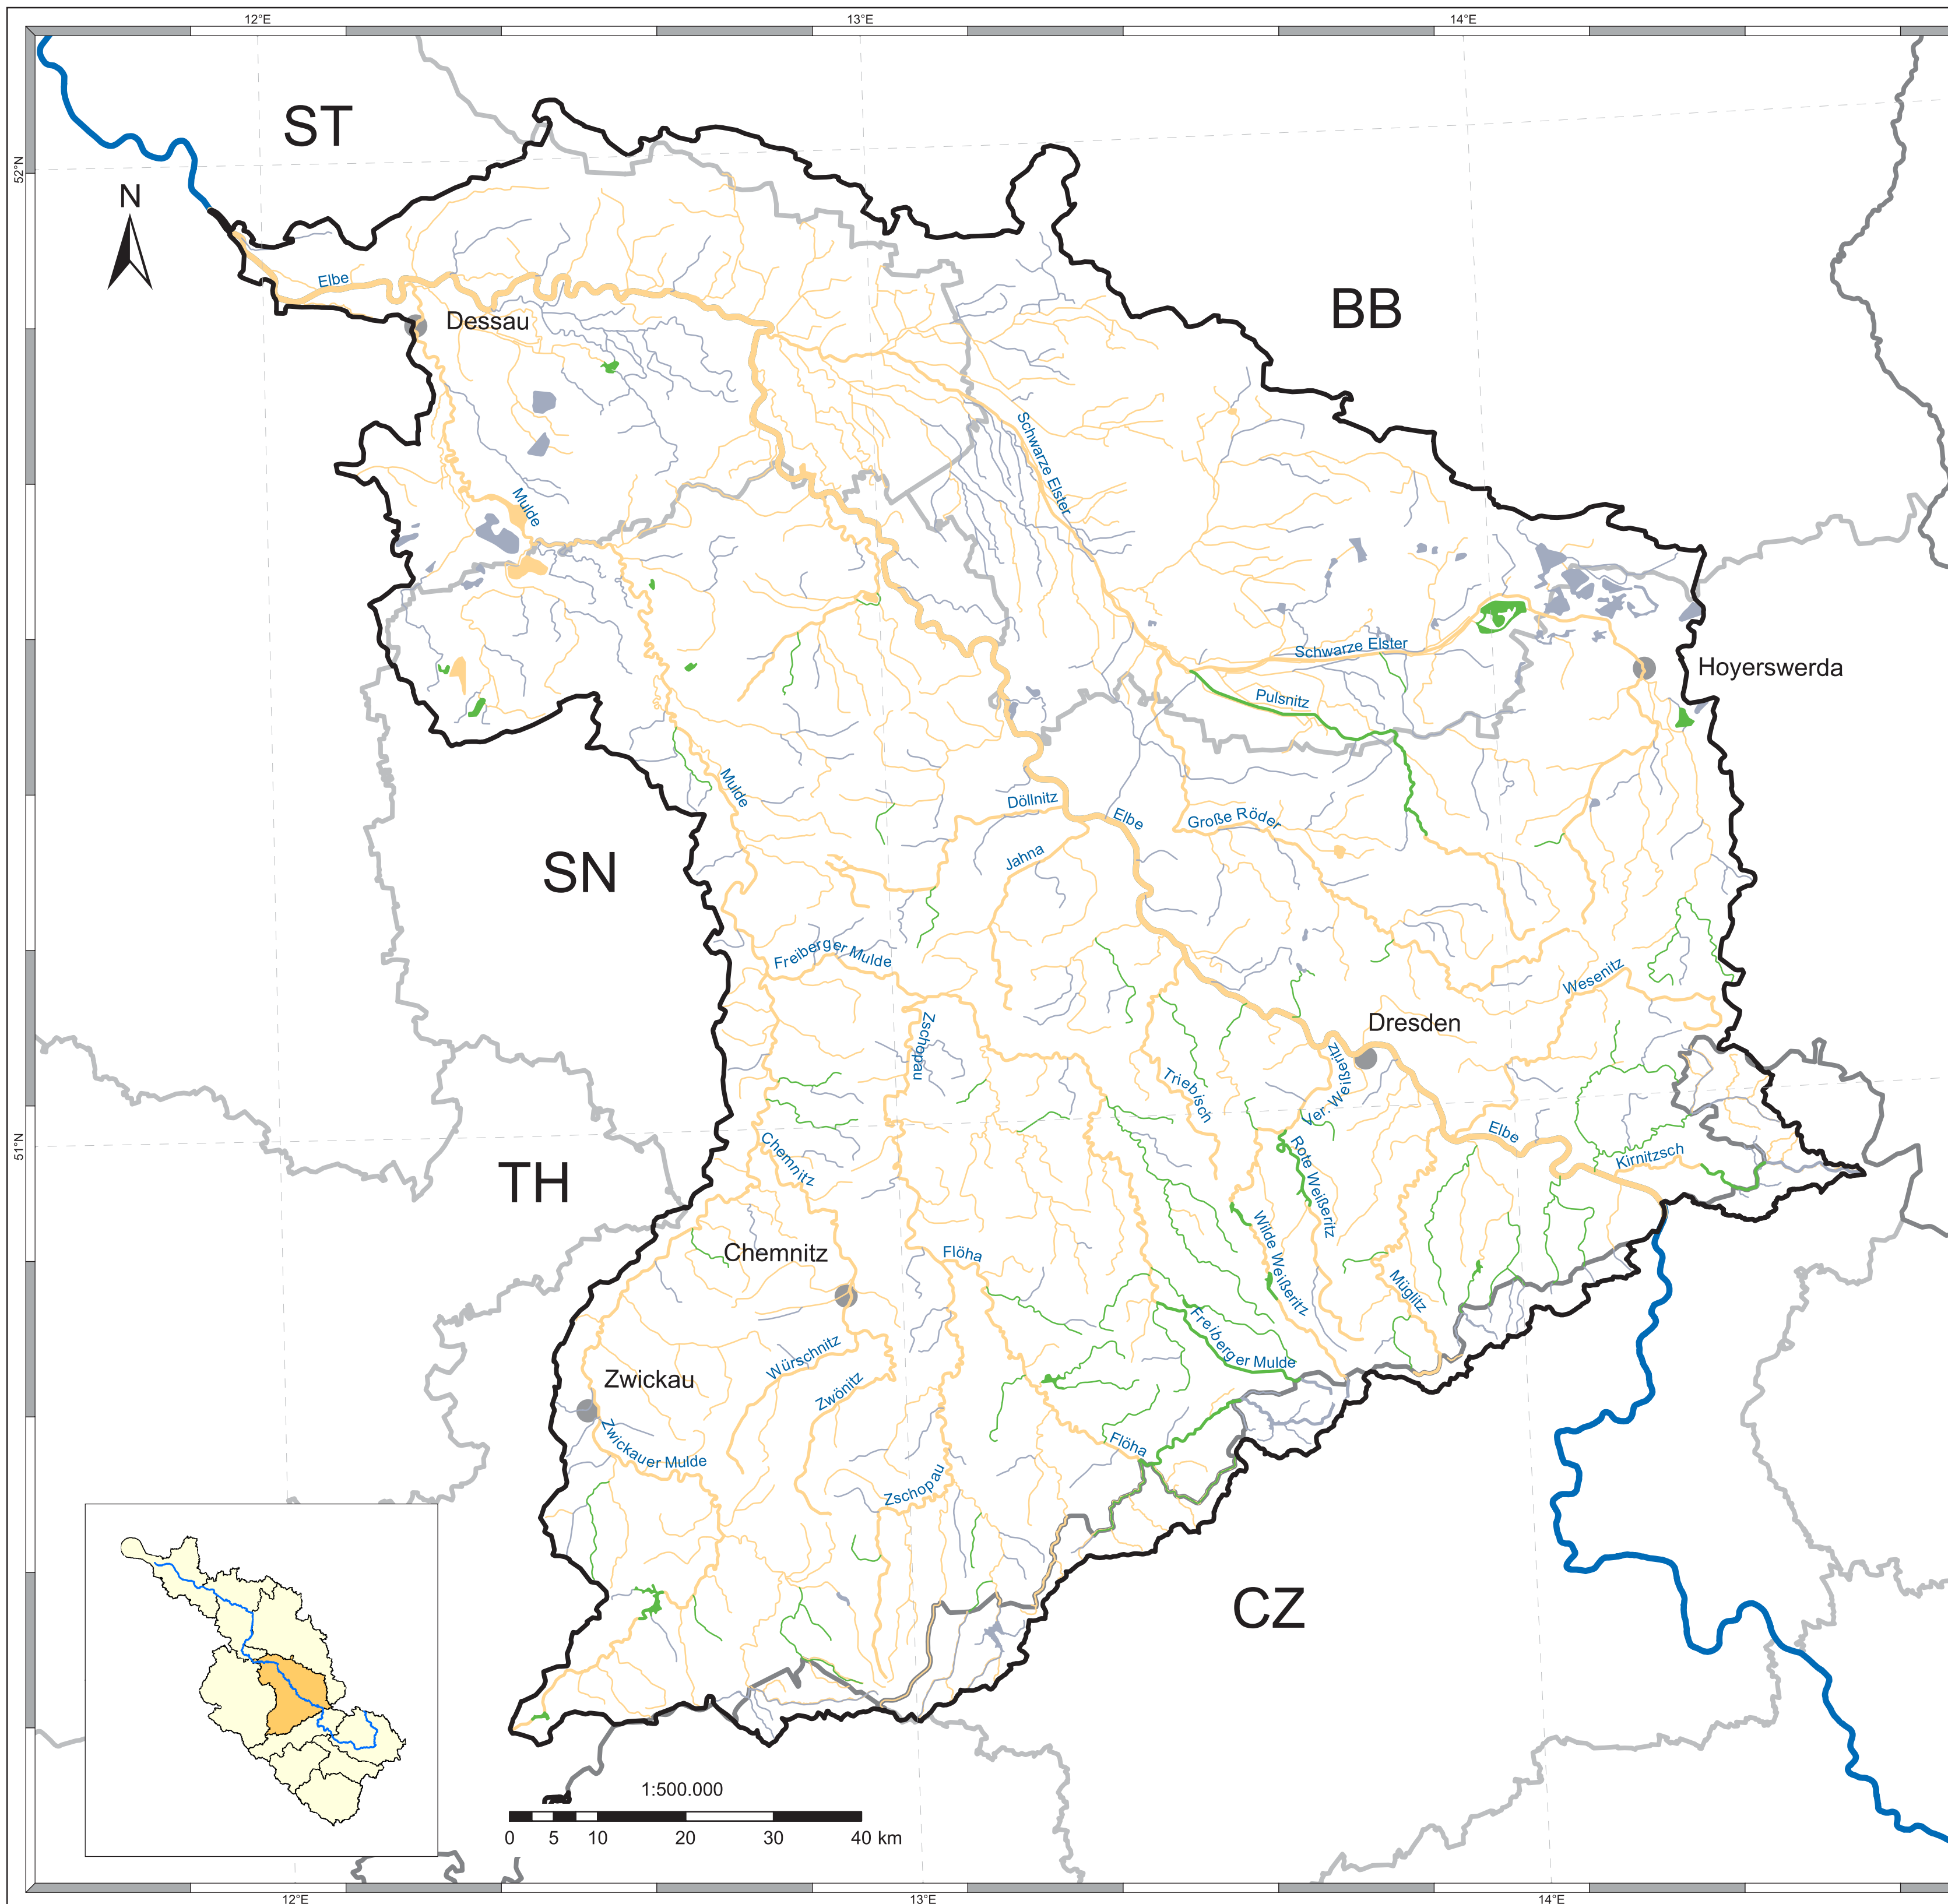 12°E
13°E
14°E
52°N
ST
N
BB
Elbe
Dessau
Schwarze Elster
Mulde
Schwarze Elster
Hoyerswerda
Pulsnitz
Mulde
Döllnitz
Elbe
Große Röder
Jahna
SN
Freiberger Mulde
Wesenitz
Zschopau
Dresden
Triebisch
Ver. Weißeritz
51°N
Elbe
Chemnitz
Rote Weißeritz
Kirnitzsch
TH
Wilde Weißeritz
Chemnitz
Flöha
Müglitz
Freiberger Mulde
Würschnitz
Zwickau
Zwönitz
Zwickauer Mulde
Flöha
Zschopau
CZ
1:500.000
0 5 10 20 30 40 km
12°E
13°E
14°E